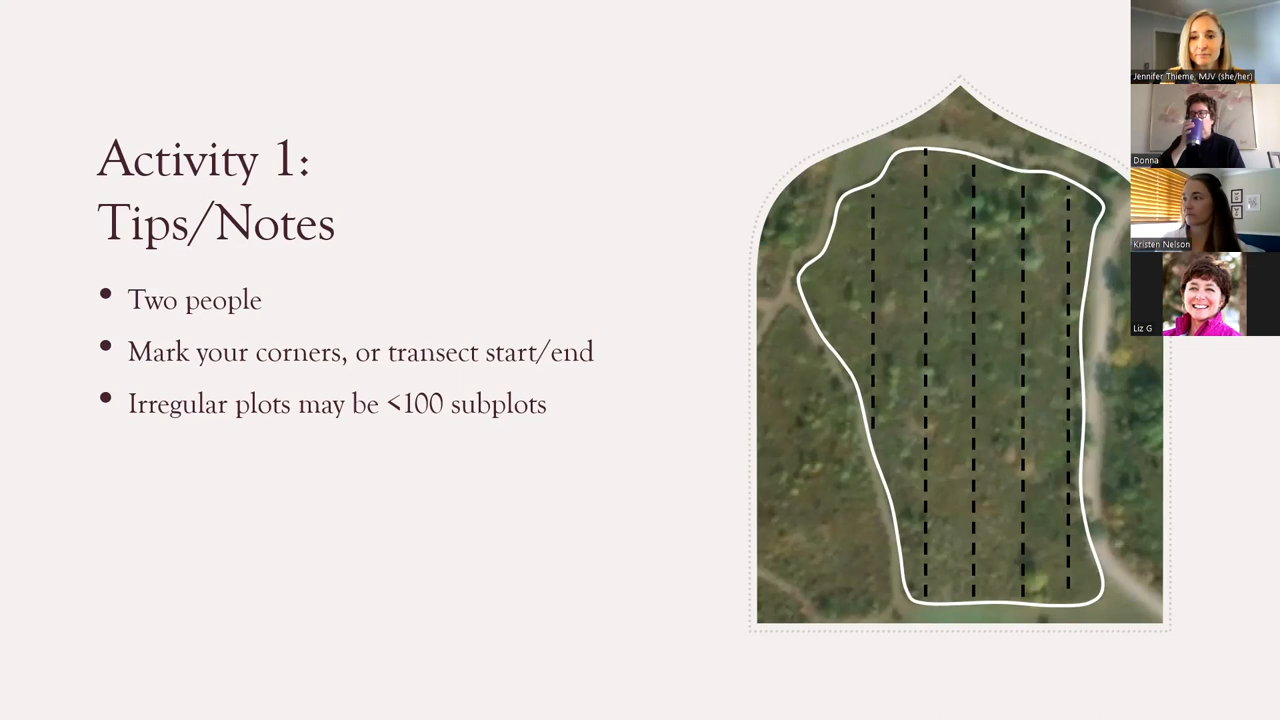 Activity 1:
Tips/Notes
• Two people
• Mark your corners, or transect start/end
• Irregular plots may be <100 subplots
Jennifer Thieme, MJV (she/her)
Donna
Kristen Nelson
Liz G